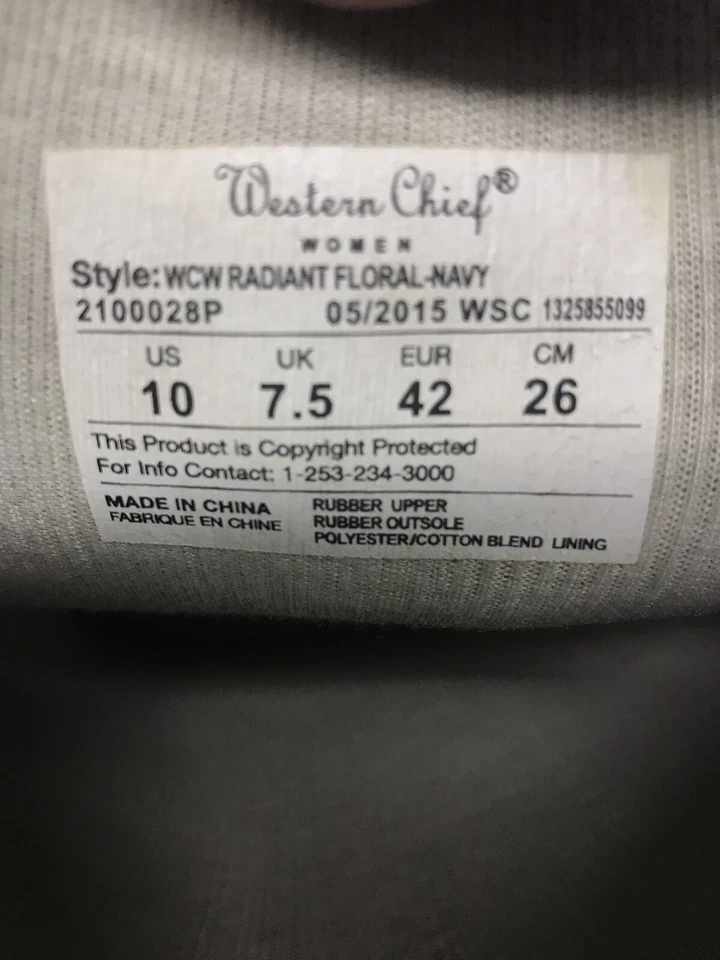 Western Chief®
WOMEN
Style: WCW RADIANT FLORAL-NAVY
2100028P 05/2015 WSC 1325855099
US UK EUR CM
10 7.5 42 26
This Product is Copyright Protected
For Info Contact: 1-253-234-3000
MADE IN CHINA RUBBER UPPER
FABRIQUE EN CHINE RUBBER OUTSOLE
POLYESTER/COTTON BLEND LINING